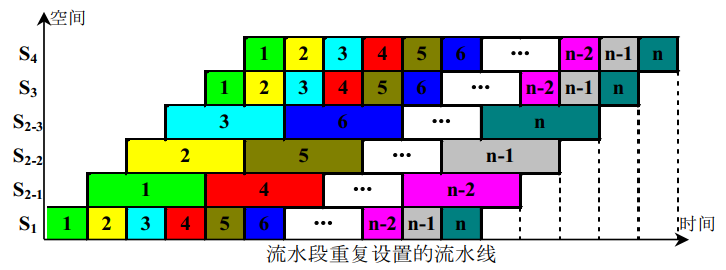 空间
S4 1 2 3 4 5 6 ... n-2 n-1 n
S3 1 2 3 4 5 6 ... n-2 n-1 n
S2-3 3 6 ... n
S2-2 2 5 ... n-1
S2-1 1 4 ... n-2
S1 1 2 3 4 5 6 ... n-2 n-1 n
时间
流水段重复设置的流水线